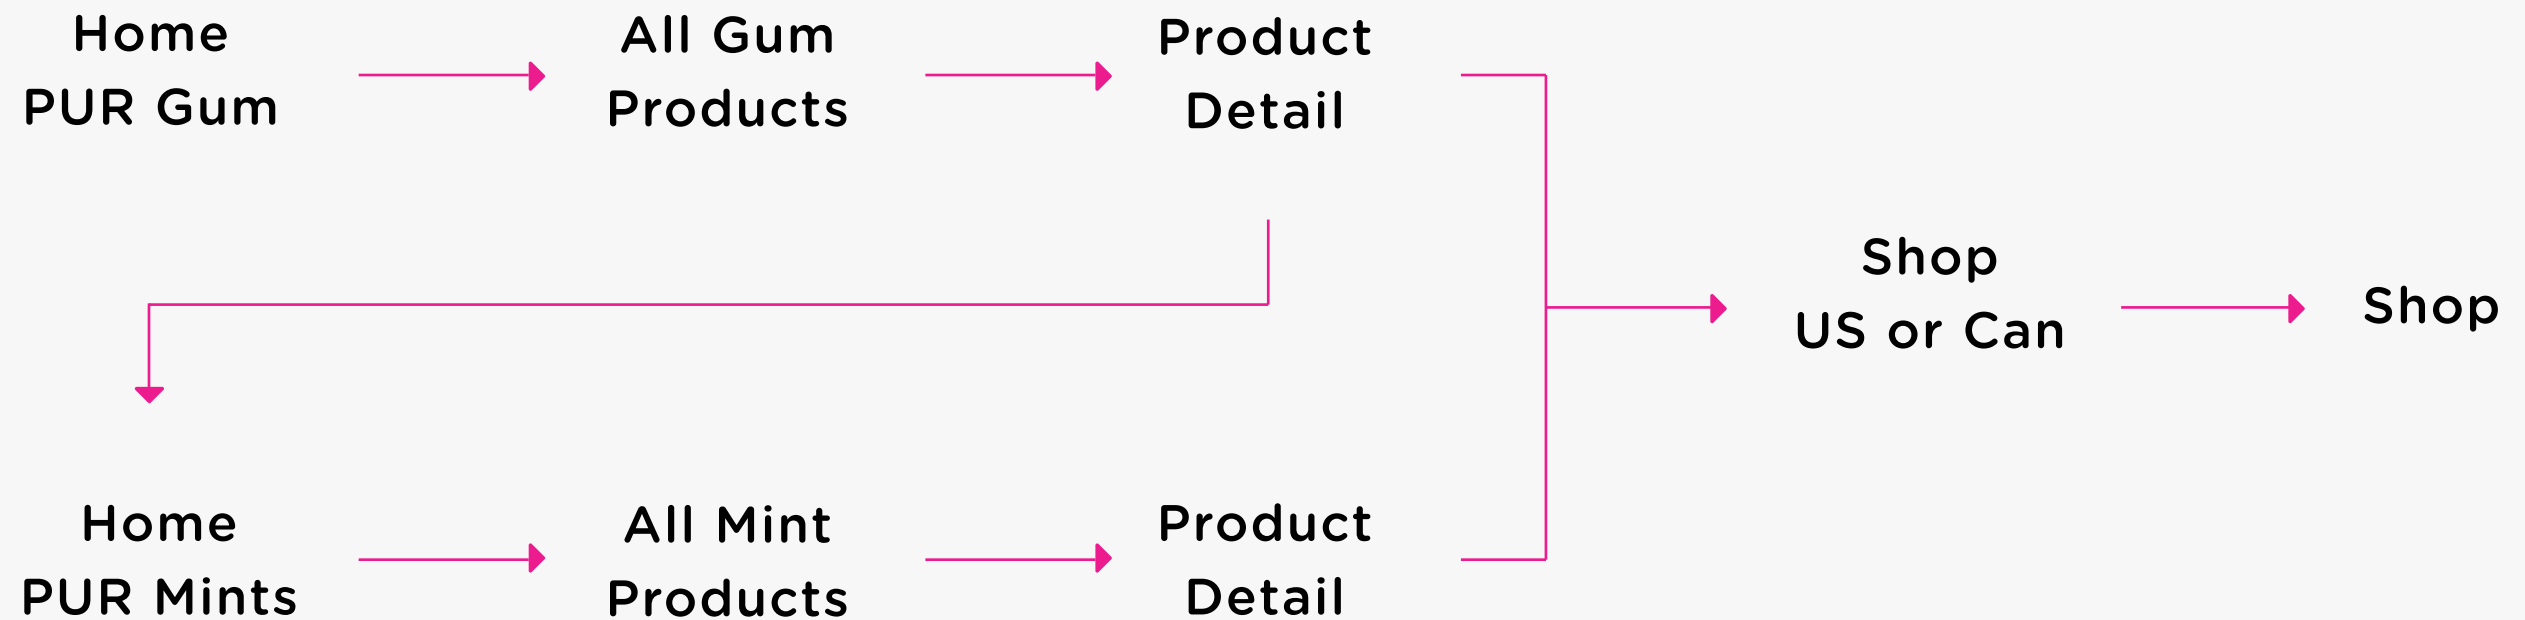 Home
PUR Gum
All Gum
Products
Product
Detail
Shop
US or Can
Shop
Home
PUR Mints
All Mint
Products
Product
Detail